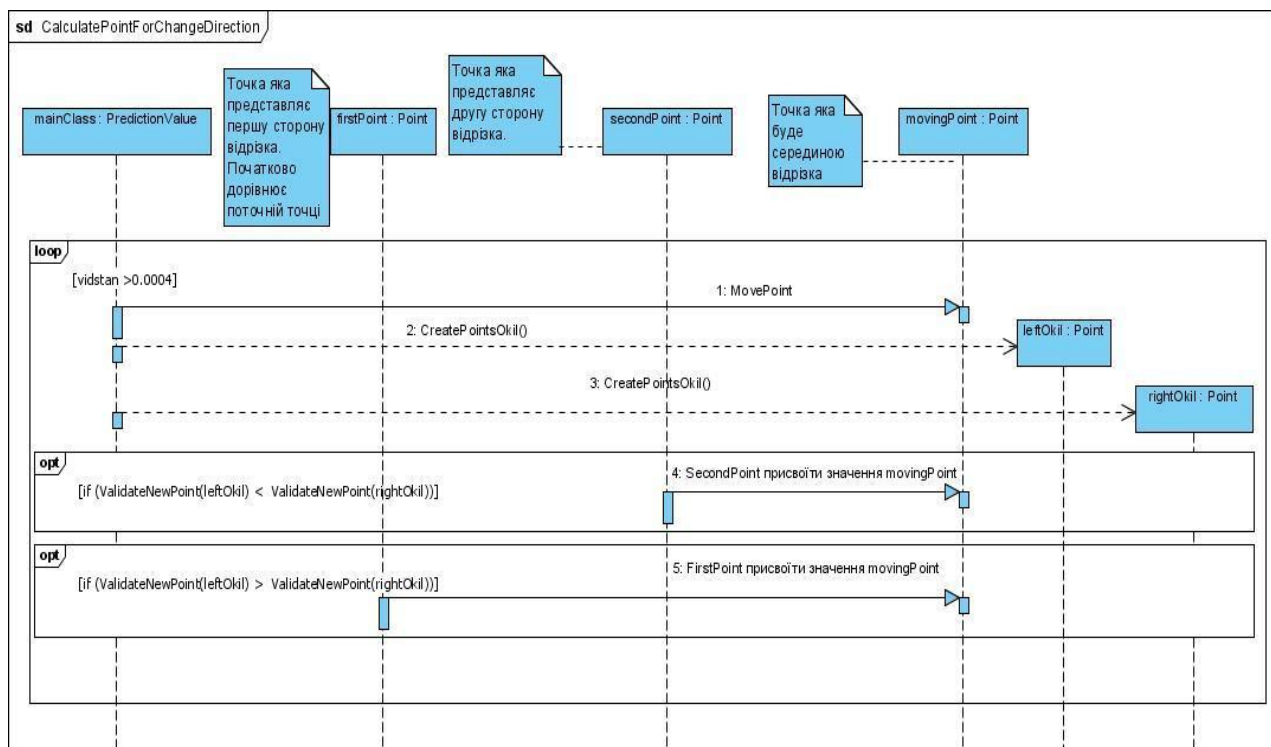 sd CalculatePointForChangeDirection
mainClass : PredictionValue
Точка яка
представляє
першу сторону
відрізка.
Початково
дорівнює
поточній точці
firstPoint : Point
Точка яка
представляє
другу сторону
відрізка.
secondPoint : Point
Точка яка
буде
серединою
відрізка
movingPoint : Point
loop
[vidstan >0.0004]
1: MovePoint
2: CreatePointsOkil()
leftOkil : Point
3: CreatePointsOkil()
rightOkil : Point
opt
[if (ValidateNewPoint(leftOkil) < ValidateNewPoint(rightOkil))]
4: SecondPoint присвоїти значення movingPoint
opt
[if (ValidateNewPoint(leftOkil) > ValidateNewPoint(rightOkil))]
5: FirstPoint присвоїти значення movingPoint